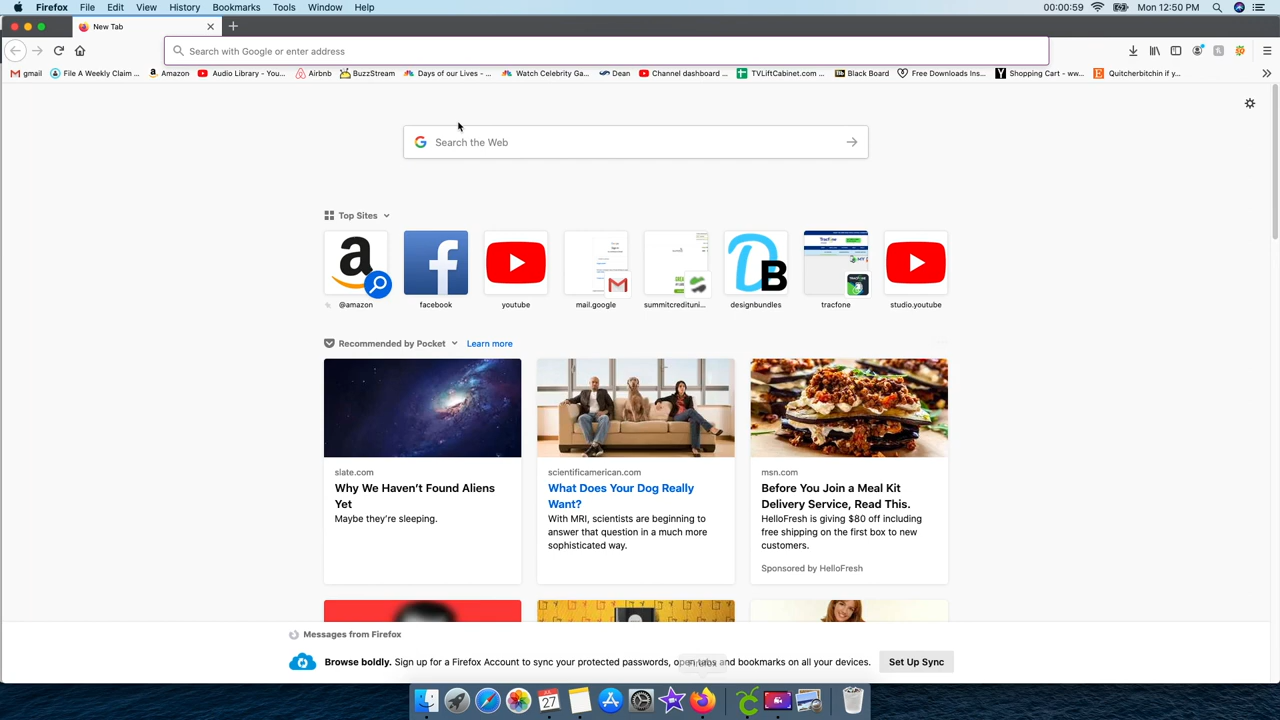 Firefox File Edit View History Bookmarks Tools Window Help 00:00:59 Mon 12:50 PM
New Tab
Search with Google or enter address
gmail File A Weekly Claim ... Amazon Audio Library - You... Airbnb BuzzStream Days of our Lives - ... Watch Celebrity Ga... Dean Channel dashboard ... TVLiftCabinet.com ... Black Board Free Downloads Ins... Shopping Cart - ww... Quitcherbitchin if y...
Search the Web
Top Sites
@amazon facebook youtube mail.google summitcredituni... designbundles tracfone studio.youtube
Recommended by Pocket Learn more
slate.com
Why We Haven't Found Aliens
Yet
Maybe they're sleeping.
scientificamerican.com
What Does Your Dog Really
Want?
With MRI, scientists are beginning to
answer that question in a much more
sophisticated way.
msn.com
Before You Join a Meal Kit
Delivery Service, Read This.
HelloFresh is giving $80 off including
free shipping on the first box to new
customers.
Sponsored by HelloFresh
Messages from Firefox
Browse boldly. Sign up for a Firefox Account to sync your protected passwords, open tabs and bookmarks on all your devices.
Set Up Sync
Firefox
27